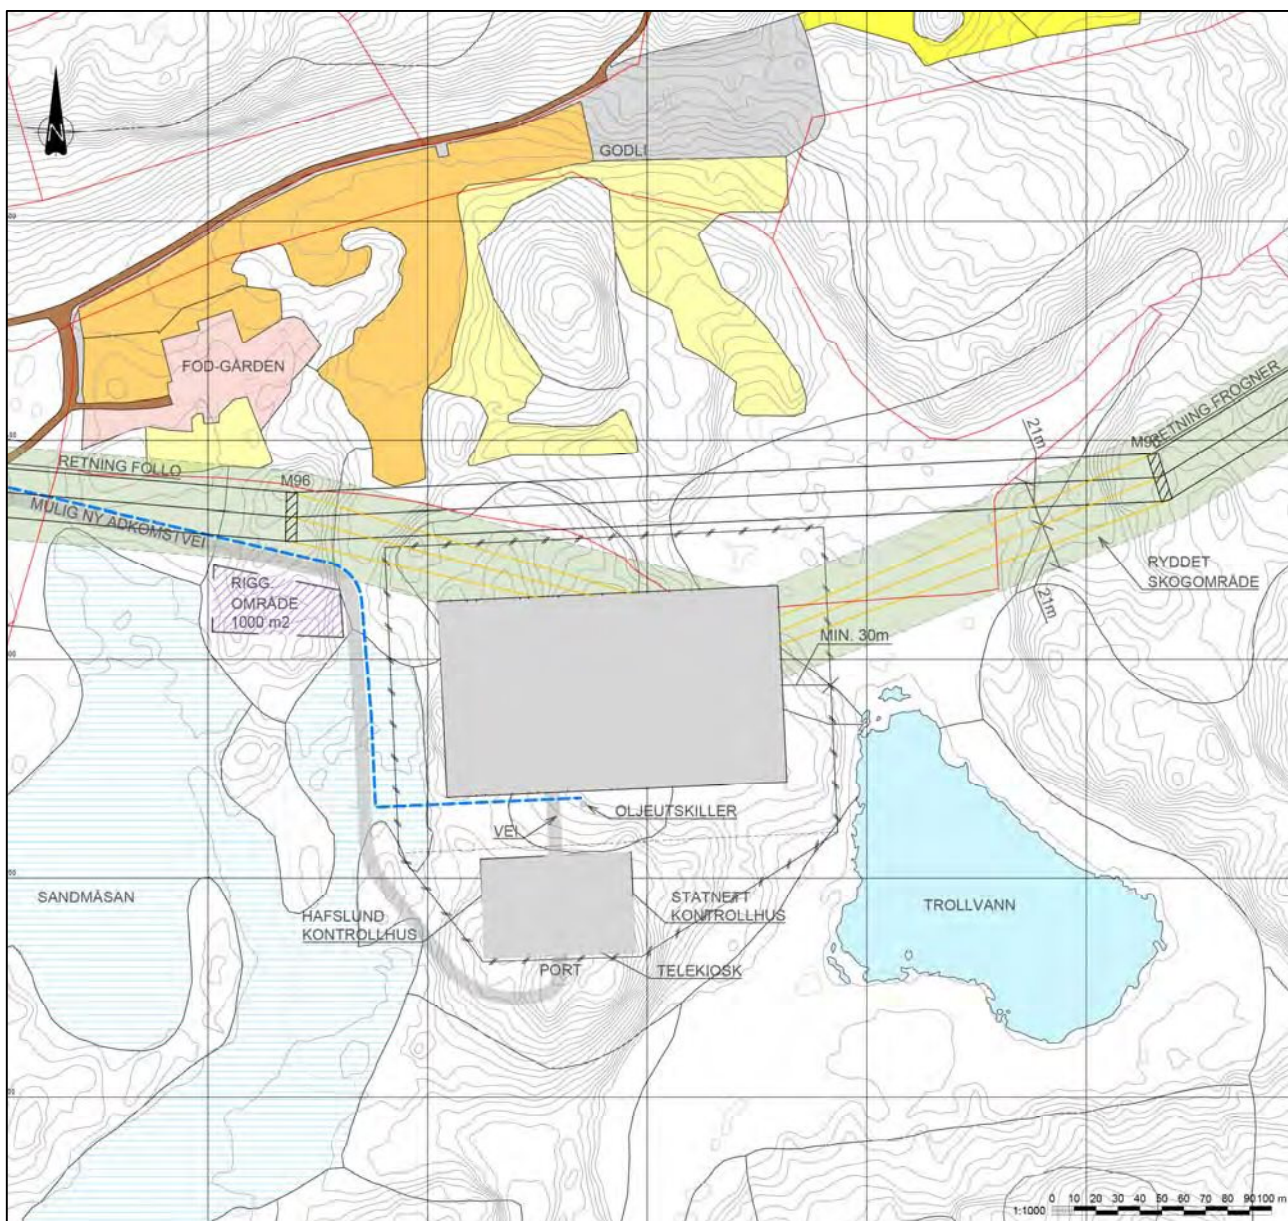 N
GODLI
FOD-GÅRDEN
RETNING FOLLO
M96
MULIG NY ADKOMSTVEI
RIGG.
OMRÅDE
1000 m2
RETNING FROGNER
21m
21m
RYDDET
SKOGOMRÅDE
MIN. 30m
OLJEUTSKILLER
VEI
SANDMÅSAN
HAFSLUND
KONTROLLHUS
STATNETT
KONTROLLHUS
TROLLVANN
PORT
TELEKIOSK
0 10 20 30 40 50 60 70 80 90 100 m
1:1000